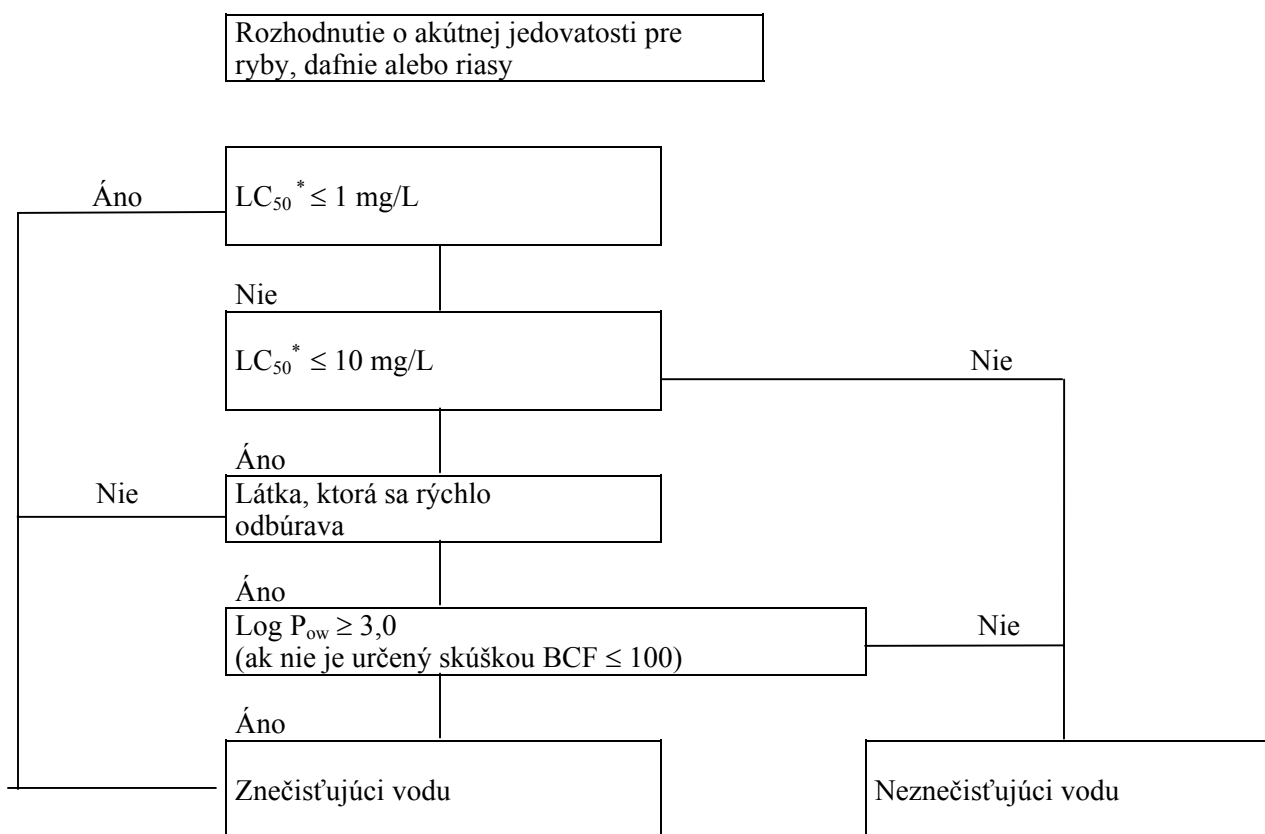 Rozhodnutie o akútnej jedovatosti pre
ryby, dafnie alebo riasy
Áno
LC₅₀* ≤ 1 mg/L
Nie
LC₅₀* ≤ 10 mg/L
Nie
Áno
Nie
Látka, ktorá sa rýchlo
odbúrava
Áno
Log Pow ≥ 3,0
(ak nie je určený skúškou BCF ≤ 100)
Nie
Áno
Znečisťujúci vodu
Neznečisťujúci vodu